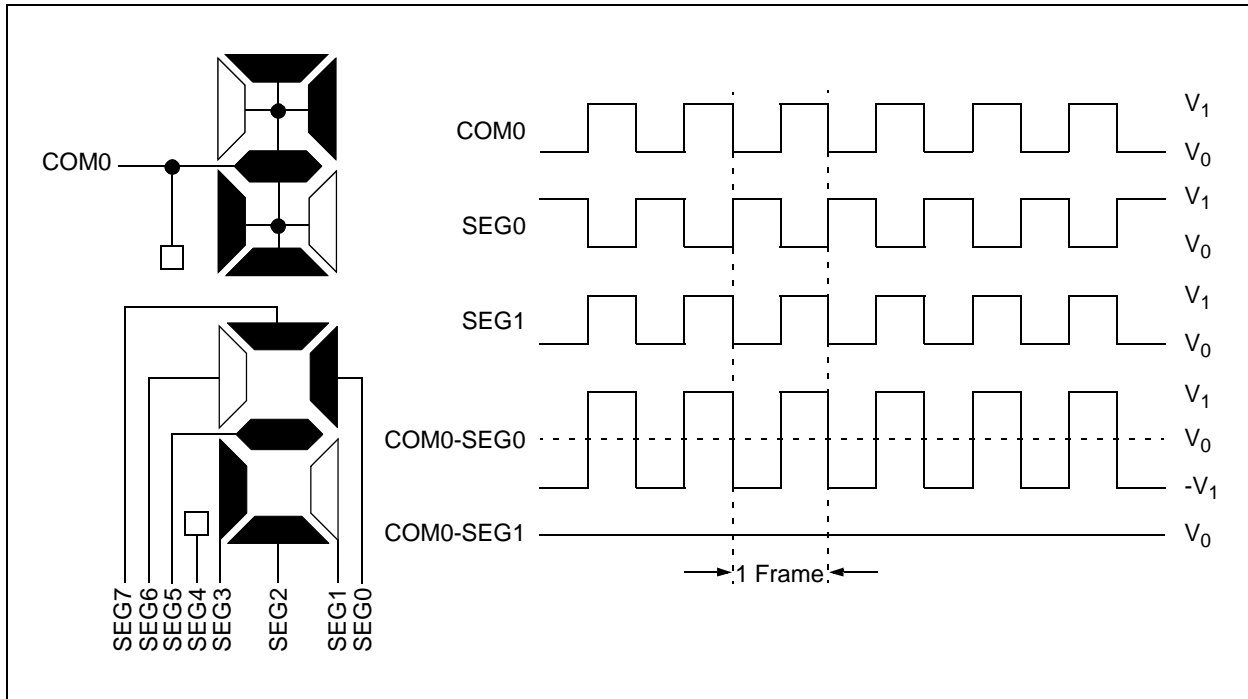 COM0
SEG7
SEG6
SEG5
SEG4
SEG3
SEG2
SEG1
SEG0
COM0
V1
V0
SEG0
V1
V0
SEG1
V1
V0
COM0-SEG0
V1
V0
-V1
COM0-SEG1
V0
1 Frame